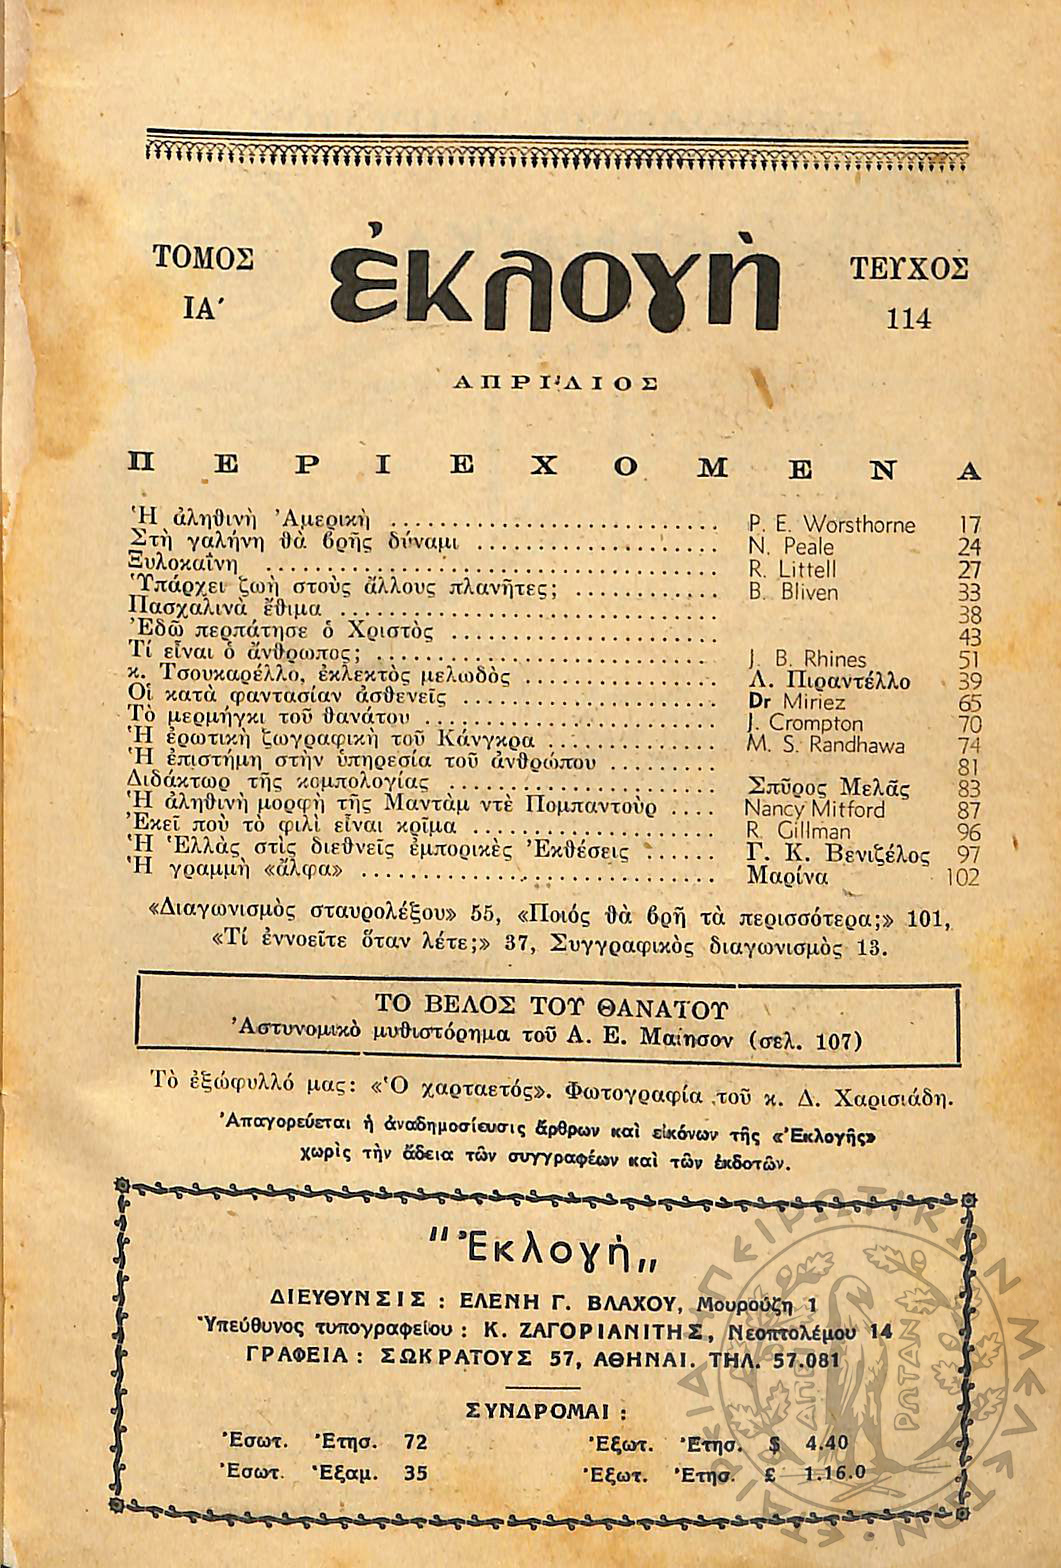 ΤΟΜΟΣ
ΙΑ΄
ἐκλογὴ
ΤΕΥΧΟΣ
114
ΑΠΡΙΛΙΟΣ
ΠΕΡΙΕΧΟΜΕΝΑ
Ἡ ἀληθινὴ Ἀμερικὴ ........ P. E. Worsthorne 17
Στὴ γαλήνη θὰ βρῆς δύναμι ........ N. Peale 24
Ξυλοκαΐνη ........ R. Littell 27
Ὑπάρχει ζωὴ στοὺς ἄλλους πλανῆτες; ........ B. Bliven 33
Πασχαλινὰ ἔθιμα ........ 38
Ἐδῶ περπάτησε ὁ Χριστὸς ........ 43
Τί εἶναι ὁ ἄνθρωπος; ........ J. B. Rhines 51
κ. Τσουκαρέλλο, ἐκλεκτὸς μελωδὸς ........ Λ. Πιραντέλλο 39
Οἱ κατὰ φαντασίαν ἀσθενεῖς ........ Dr Miriez 65
Τὸ μερμήγκι τοῦ θανάτου ........ J. Crompton 70
Ἡ ἐρωτικὴ ζωγραφικὴ τοῦ Κάνγκρα ........ M. S. Randhawa 74
Ἡ ἐπιστήμη στὴν ὑπηρεσία τοῦ ἀνθρώπου ........ 81
Διδάκτωρ τῆς κομπολογίας ........ Σπῦρος Μελᾶς 83
Ἡ ἀληθινὴ μορφὴ τῆς Μαντὰμ ντὲ Πομπαντοὺρ .... Nancy Mitford 87
Ἐκεῖ ποὺ τὸ φιλὶ εἶναι κρῖμα ........ R. Gillman 96
Ἡ Ἑλλὰς στὶς διεθνεῖς ἐμπορικὲς Ἐκθέσεις ...... Γ. Κ. Βενιζέλος 97
Ἡ γραμμὴ «ἄλφα» ........ Μαρίνα 102
«Διαγωνισμὸς σταυρολέξου» 55, «Ποιός θὰ βρῆ τὰ περισσότερα;» 101,
«Τί ἐννοεῖτε ὅταν λέτε;» 37, Συγγραφικὸς διαγωνισμὸς 13.
ΤΟ ΒΕΛΟΣ ΤΟΥ ΘΑΝΑΤΟΥ
Ἀστυνομικὸ μυθιστόρημα τοῦ Α. Ε. Μαίησον (σελ. 107)
Τὸ ἐξώφυλλό μας: «Ὁ χαρταετός». Φωτογραφία τοῦ κ. Δ. Χαρισιάδη.
Ἀπαγορεύεται ἡ ἀναδημοσίευσις ἄρθρων καὶ εἰκόνων τῆς «Ἐκλογῆς»
χωρὶς τὴν ἄδεια τῶν συγγραφέων καὶ τῶν ἐκδοτῶν.
"Ἐκλογή„
ΔΙΕΥΘΥΝΣΙΣ : ΕΛΕΝΗ Γ. ΒΛΑΧΟΥ, Μουρούζη 1
Ὑπεύθυνος τυπογραφείου : Κ. ΖΑΓΟΡΙΑΝΙΤΗΣ, Νεοπτολέμου 14
ΓΡΑΦΕΙΑ : ΣΩΚΡΑΤΟΥΣ 57, ΑΘΗΝΑΙ. ΤΗΛ. 57.081
ΣΥΝΔΡΟΜΑΙ :
Ἐσωτ. Ἐτησ. 72 Ἐξωτ. Ἐτησ. $ 4.40
Ἐσωτ. Ἑξαμ. 35 Ἐξωτ. Ἐτησ. £ 1.16.0